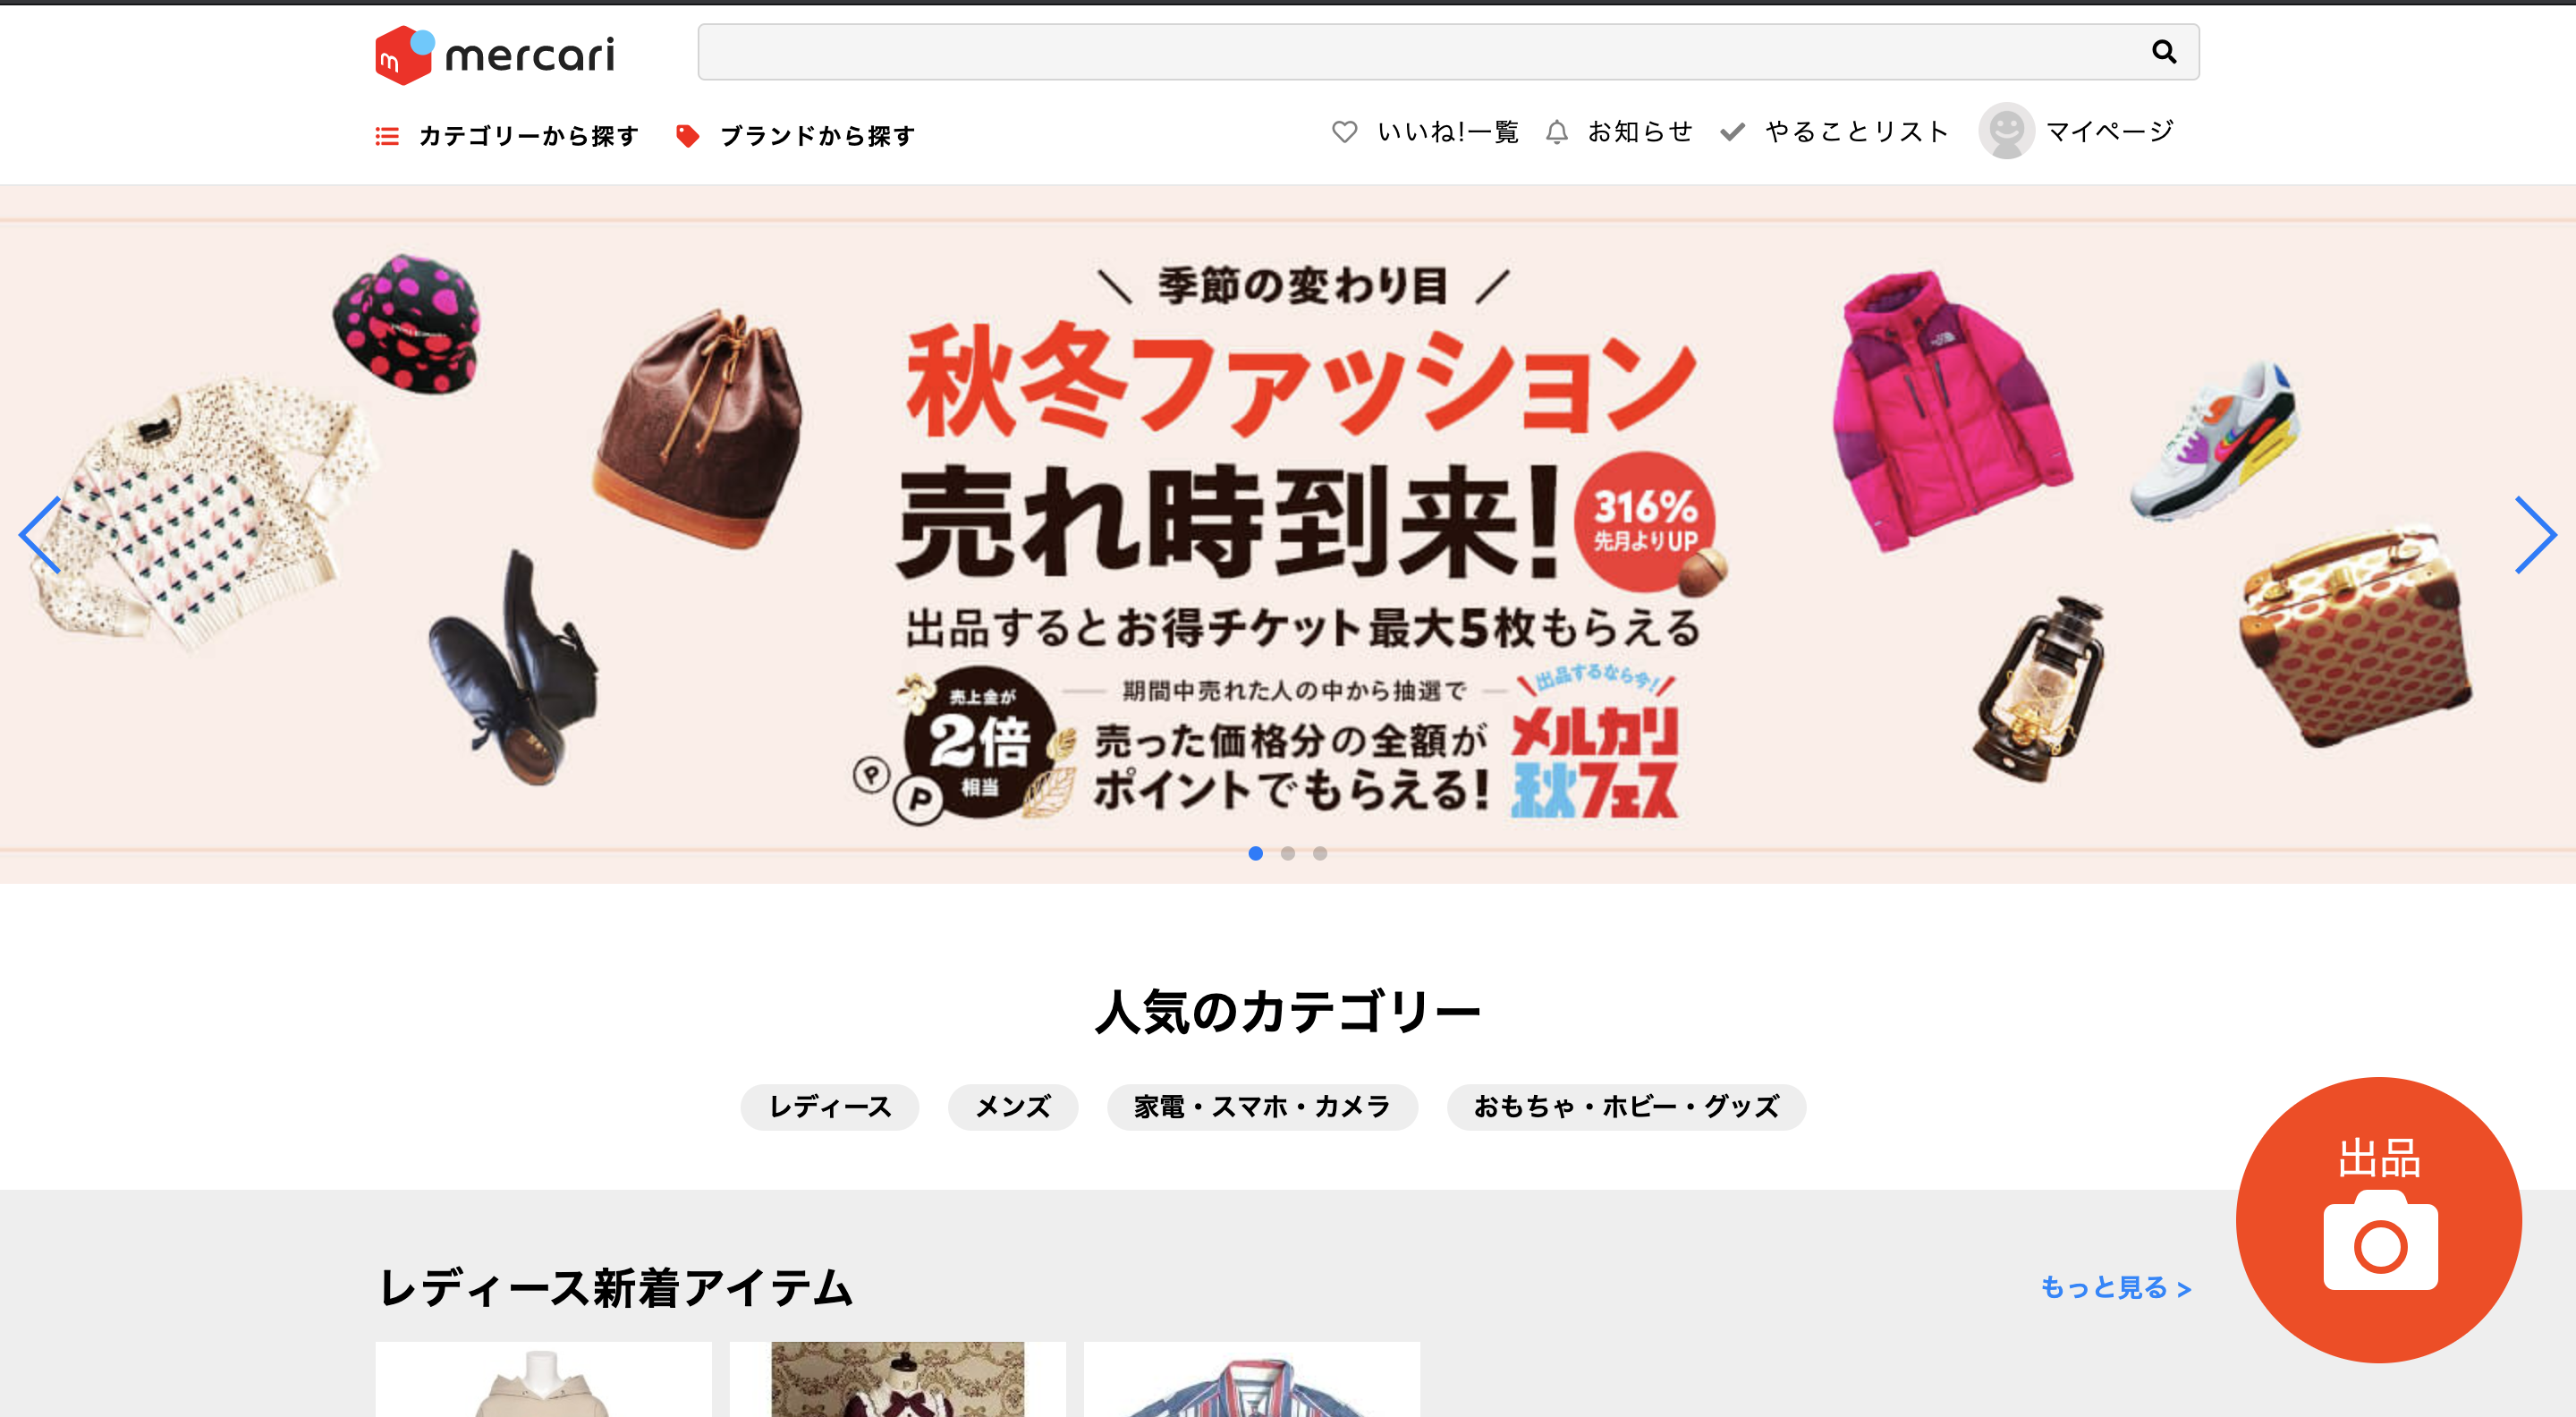 mercari
カテゴリーから探す ブランドから探す
いいね!一覧 お知らせ やることリスト マイページ
\ 季節の変わり目 /
秋冬ファッション
売れ時到来!
316%
先月よりUP
出品するとお得チケット最大5枚もらえる
売上金が
2倍
相当
P
P
期間中売れた人の中から抽選で
売った価格分の全額が
ポイントでもらえる!
出品するなら今!
メルカリ
秋フェス
人気のカテゴリー
レディース メンズ 家電・スマホ・カメラ おもちゃ・ホビー・グッズ
出品
レディース新着アイテム
もっと見る >